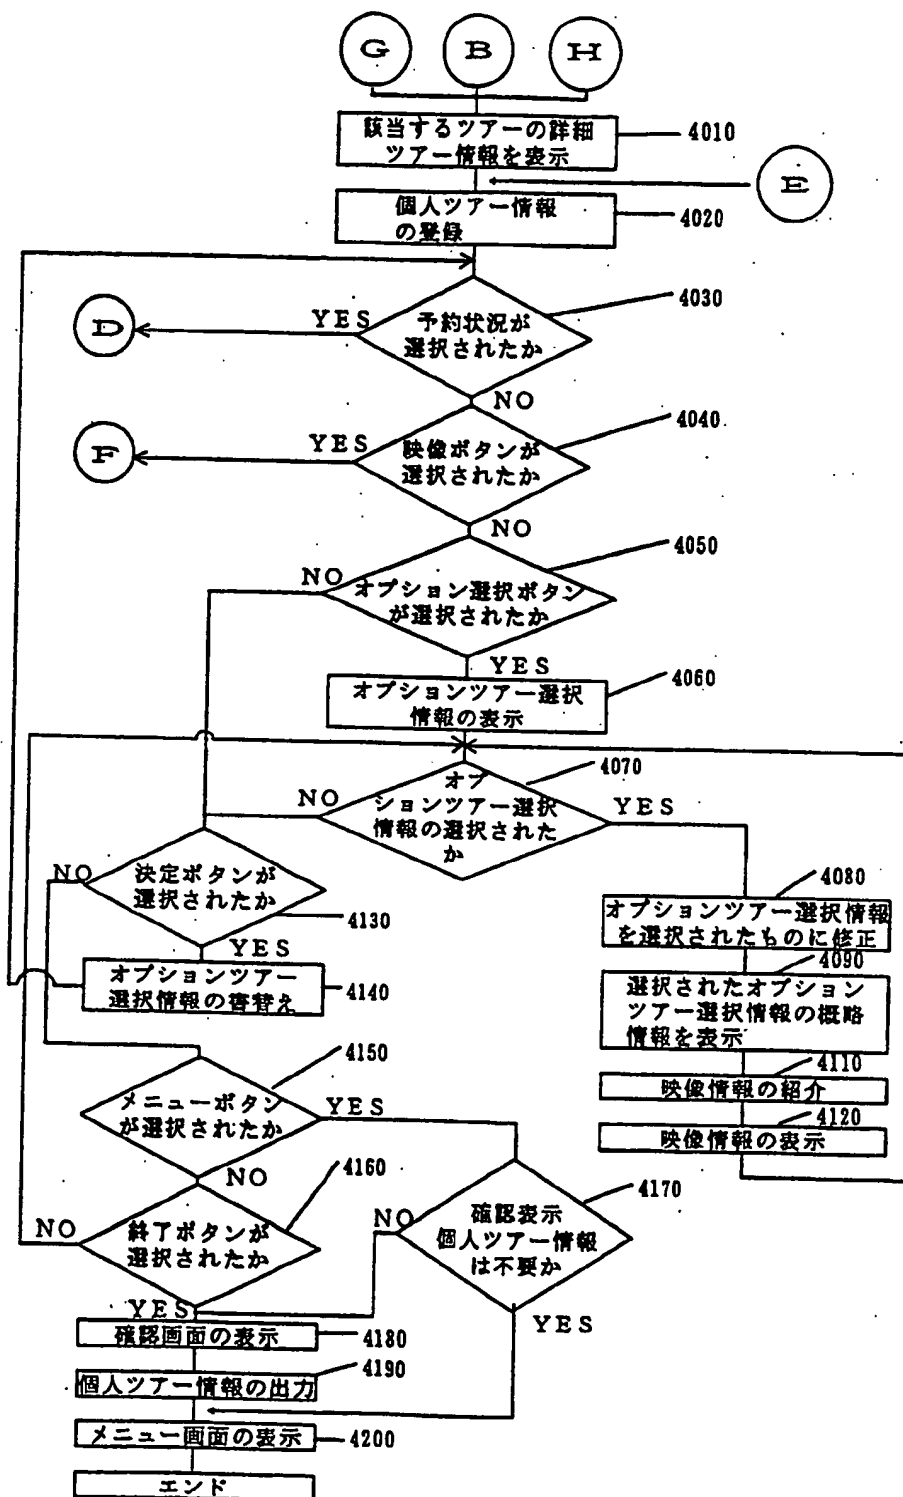 G B H
該当するツアーの詳細
ツアー情報を表示
4010
E
個人ツアー情報
の登録
4020
予約状況が
選択されたか
4030
YES
D
NO
映像ボタンが
選択されたか
4040
YES
F
NO
オプション選択ボタン
が選択されたか
4050
NO
YES
オプションツアー選択
情報の表示
4060
オプ
ションツアー選択
情報の選択された
か
4070
NO
YES
オプションツアー選択情報
を選択されたものに修正
4080
選択されたオプション
ツアー選択情報の概略
情報を表示
4090
映像情報の紹介
4110
映像情報の表示
4120
決定ボタンが
選択されたか
4130
NO
YES
オプションツアー
選択情報の書替え
4140
メニューボタン
が選択されたか
4150
YES
NO
終了ボタンが
選択されたか
4160
NO
YES
確認表示
個人ツアー情報
は不要か
4170
NO
YES
確認画面の表示
4180
個人ツアー情報の出力
4190
メニュー画面の表示
4200
エンド